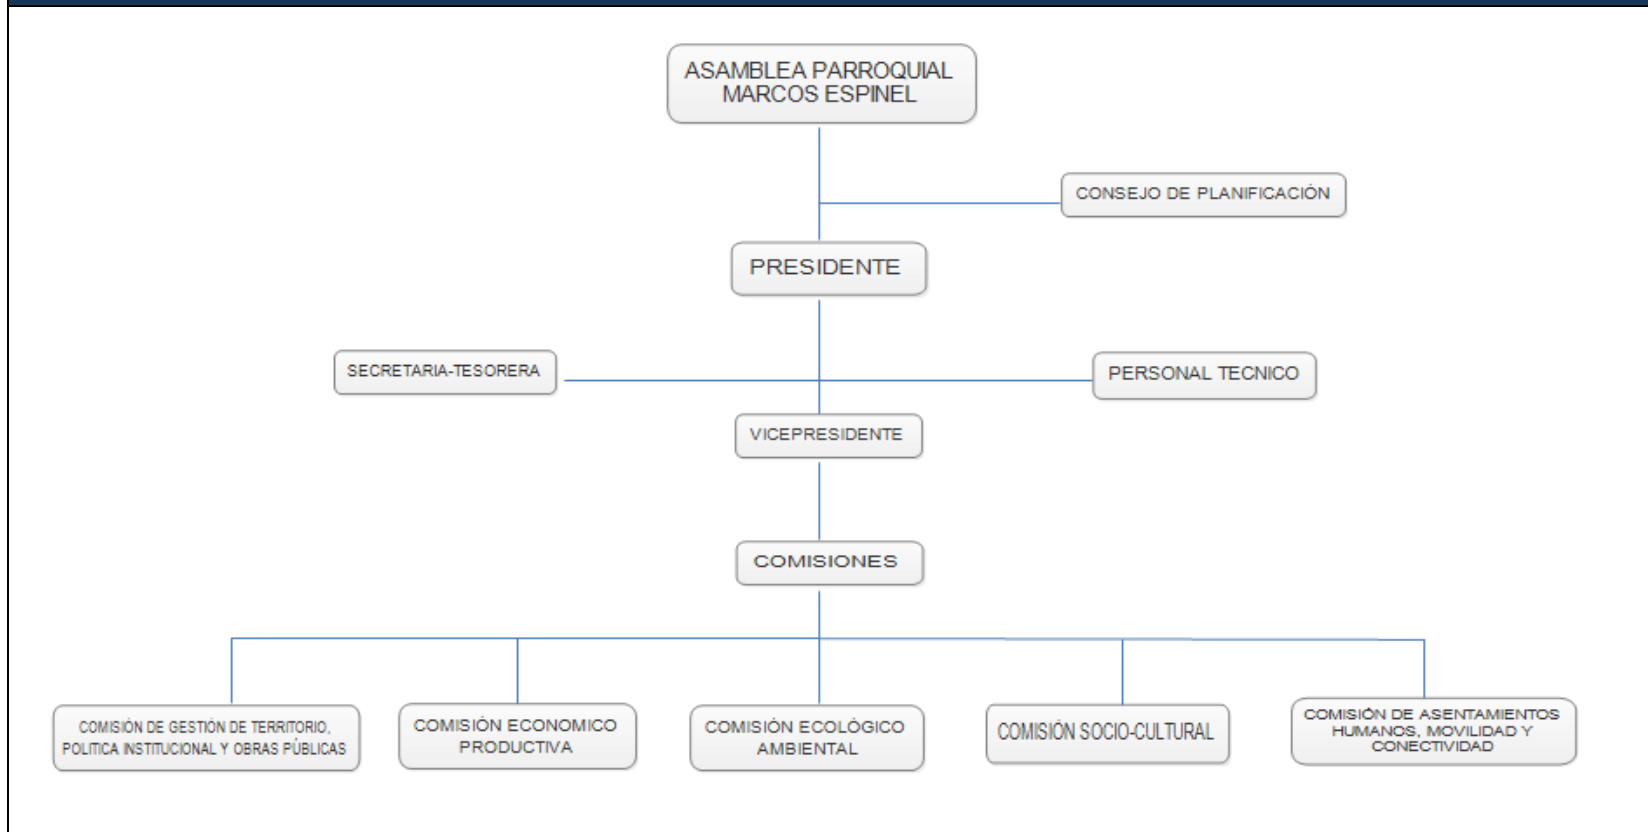 ASAMBLEA PARROQUIAL
MARCOS ESPINEL
CONSEJO DE PLANIFICACIÓN
PRESIDENTE
SECRETARIA-TESORERA
PERSONAL TECNICO
VICEPRESIDENTE
COMISIONES
COMISIÓN DE GESTIÓN DE TERRITORIO,
POLITICA INSTITUCIONAL Y OBRAS PÚBLICAS
COMISIÓN ECONOMICO
PRODUCTIVA
COMISIÓN ECOLÓGICO
AMBIENTAL
COMISIÓN SOCIO-CULTURAL
COMISIÓN DE ASENTAMIENTOS
HUMANOS, MOVILIDAD Y
CONECTIVIDAD